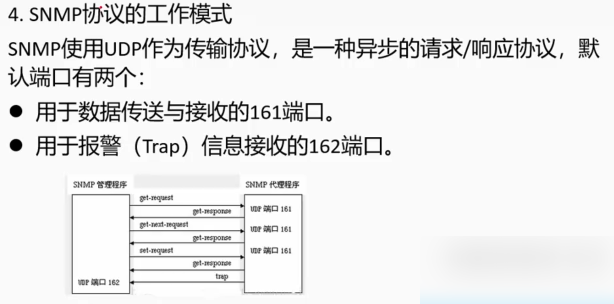 4. SNMP协议的工作模式
SNMP使用UDP作为传输协议，是一种异步的请求/响应协议，默
认端口有两个：
● 用于数据传送与接收的161端口。
● 用于报警（Trap）信息接收的162端口。
SNMP 管理程序
SNMP 代理程序
get-request
UDP 端口 161
get-response
get-next-request
UDP 端口 161
get-response
set-request
UDP 端口 161
get-response
trap
UDP 端口 162